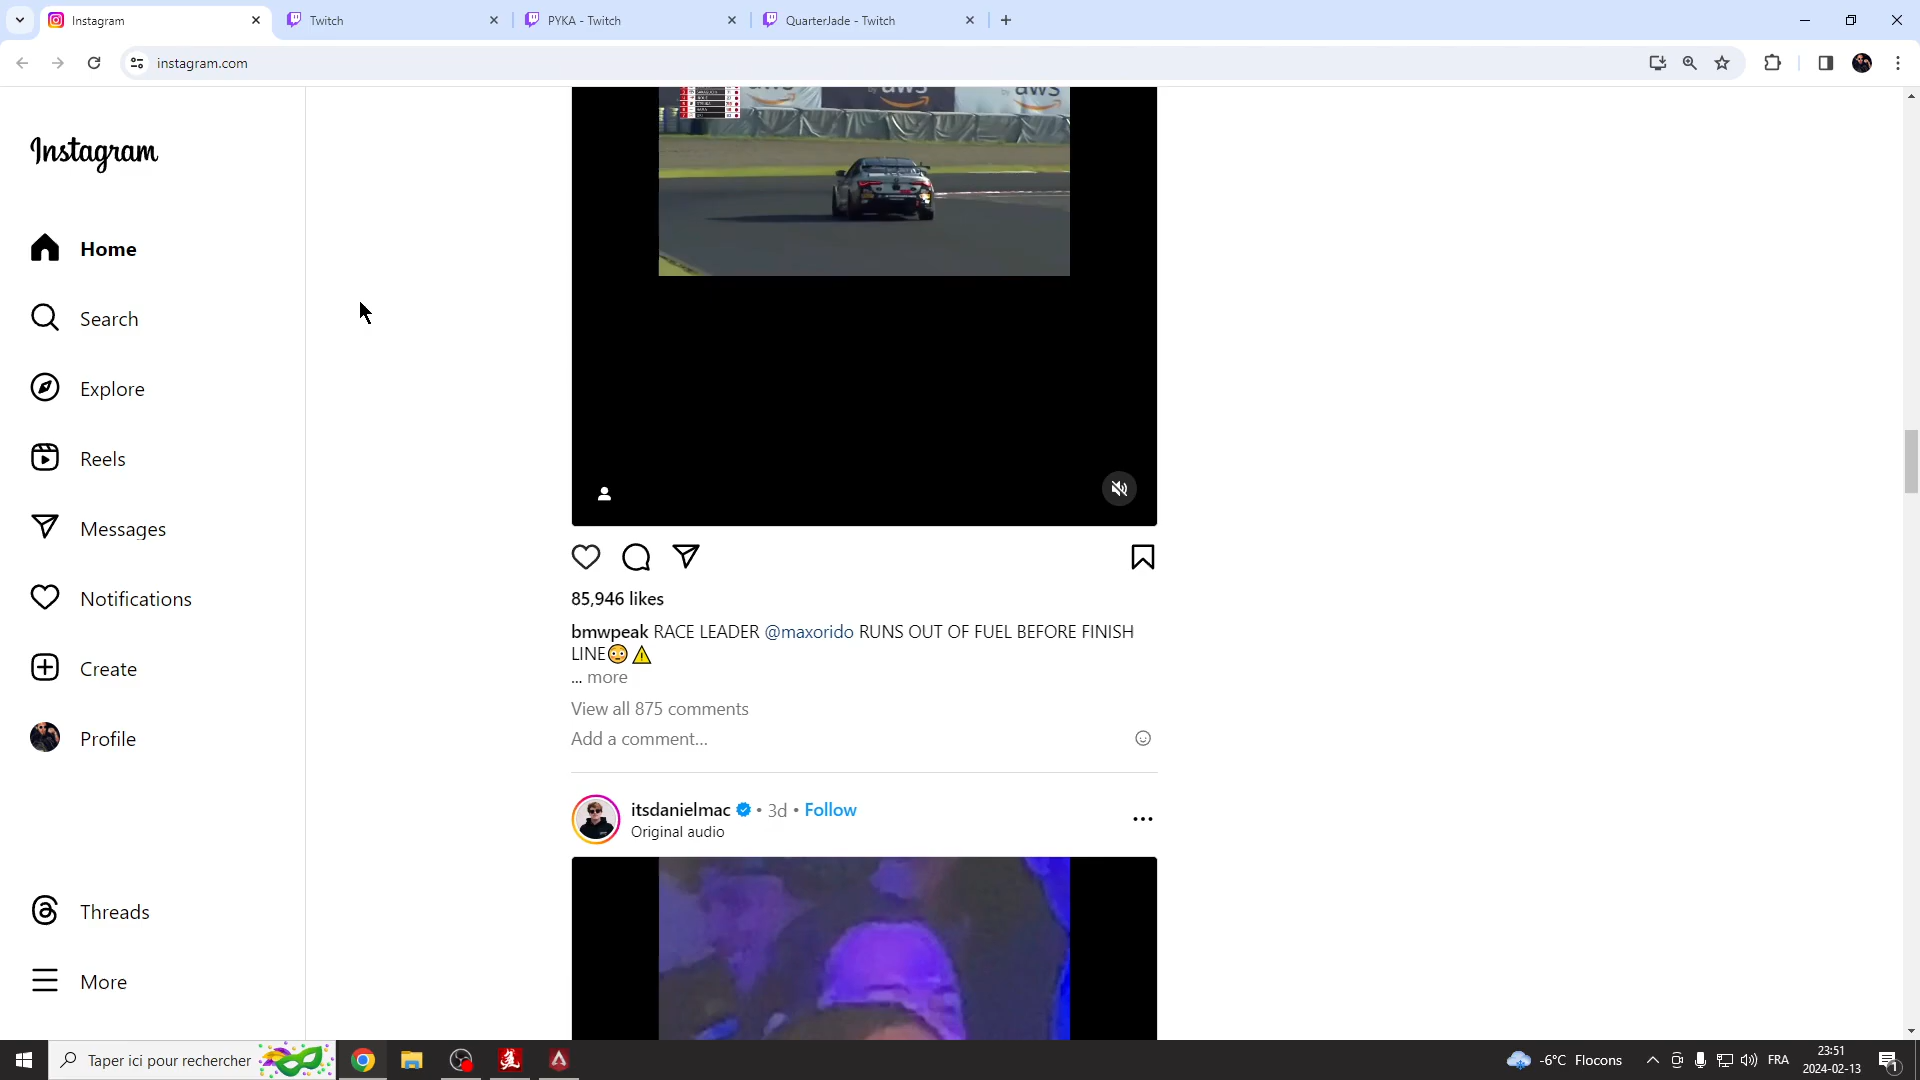 Instagram
Twitch
PYKA - Twitch
QuarterJade - Twitch
instagram.com
Instagram
aws
by aws
aws
Home
Search
Explore
Reels
Messages
Notifications
Create
Profile
Threads
More
85,946 likes
bmwpeak RACE LEADER @maxorido RUNS OUT OF FUEL BEFORE FINISH
LINE😳⚠️
... more
View all 875 comments
Add a comment...
itsdanielmac • 3d • Follow
Original audio
Taper ici pour rechercher
-6°C Flocons
FRA
23:51
2024-02-13
1